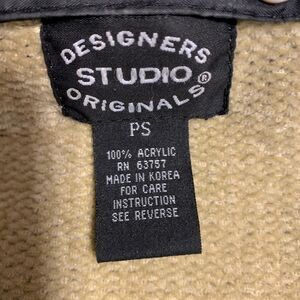 DESIGNERS
STUDIO®
ORIGINALS
PS
100% ACRYLIC
RN 63757
MADE IN KOREA
FOR CARE
INSTRUCTION
SEE REVERSE